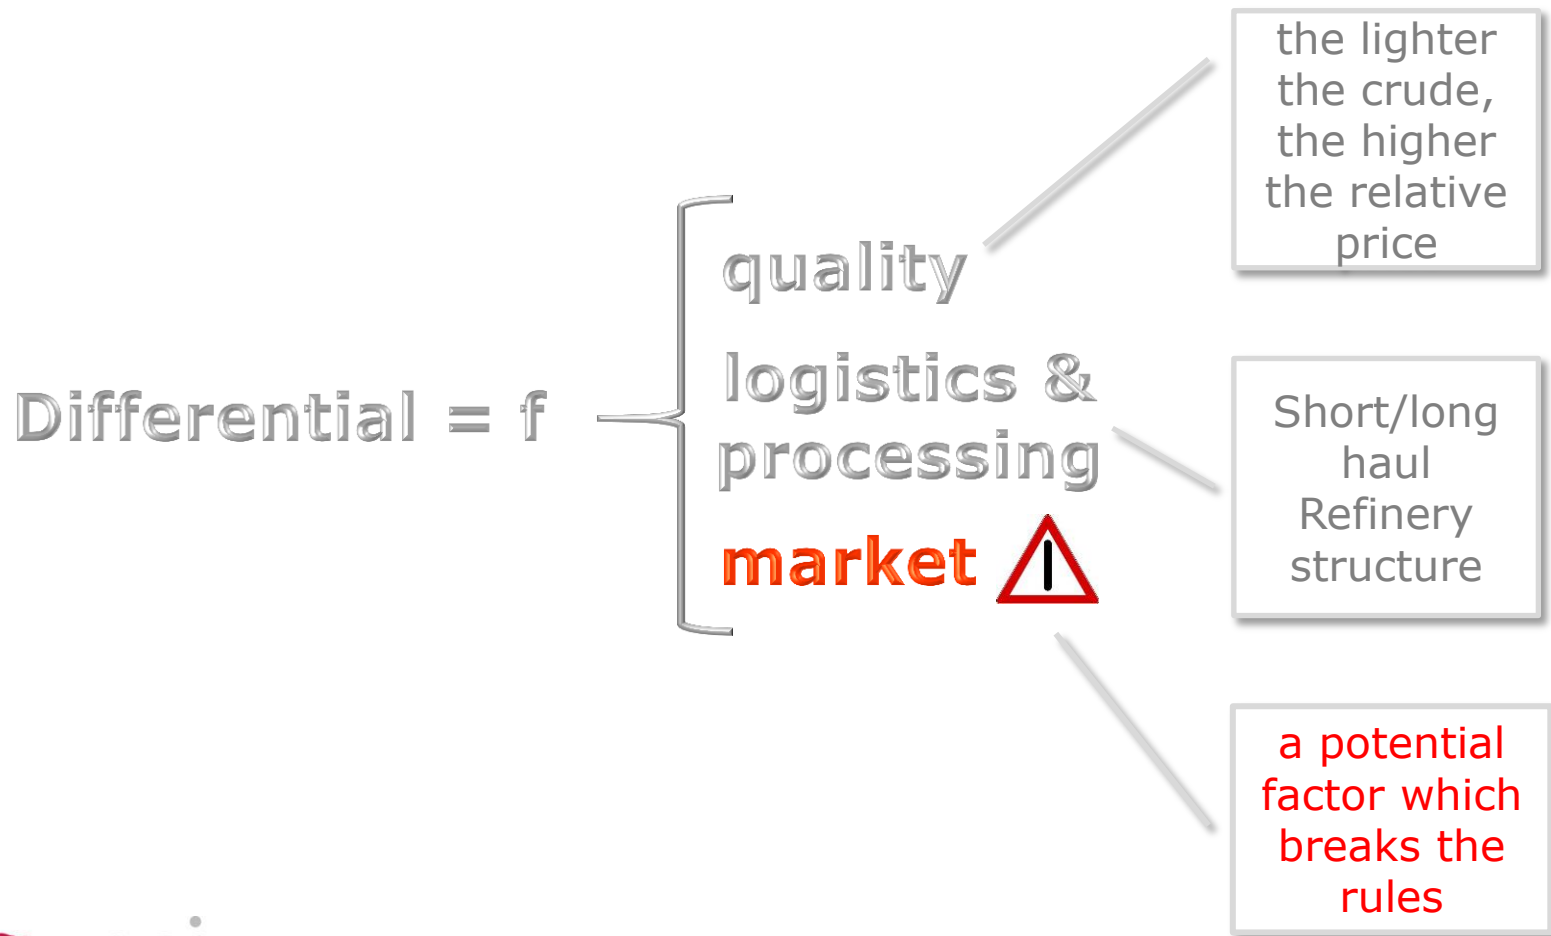 the lighter
the crude,
the higher
the relative
price
quality
logistics &
processing
Differential = f
market
Short/long
haul
Refinery
structure
a potential
factor which
breaks the
rules